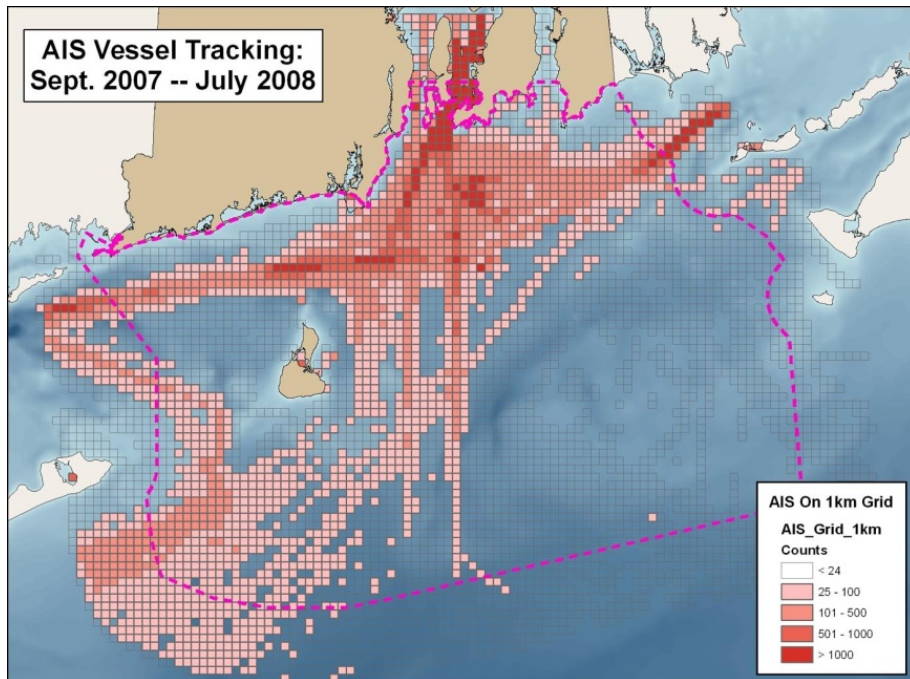 AIS Vessel Tracking:
Sept. 2007 -- July 2008
AIS On 1km Grid
AIS_Grid_1km
Counts
< 24
25 - 100
101 - 500
501 - 1000
> 1000